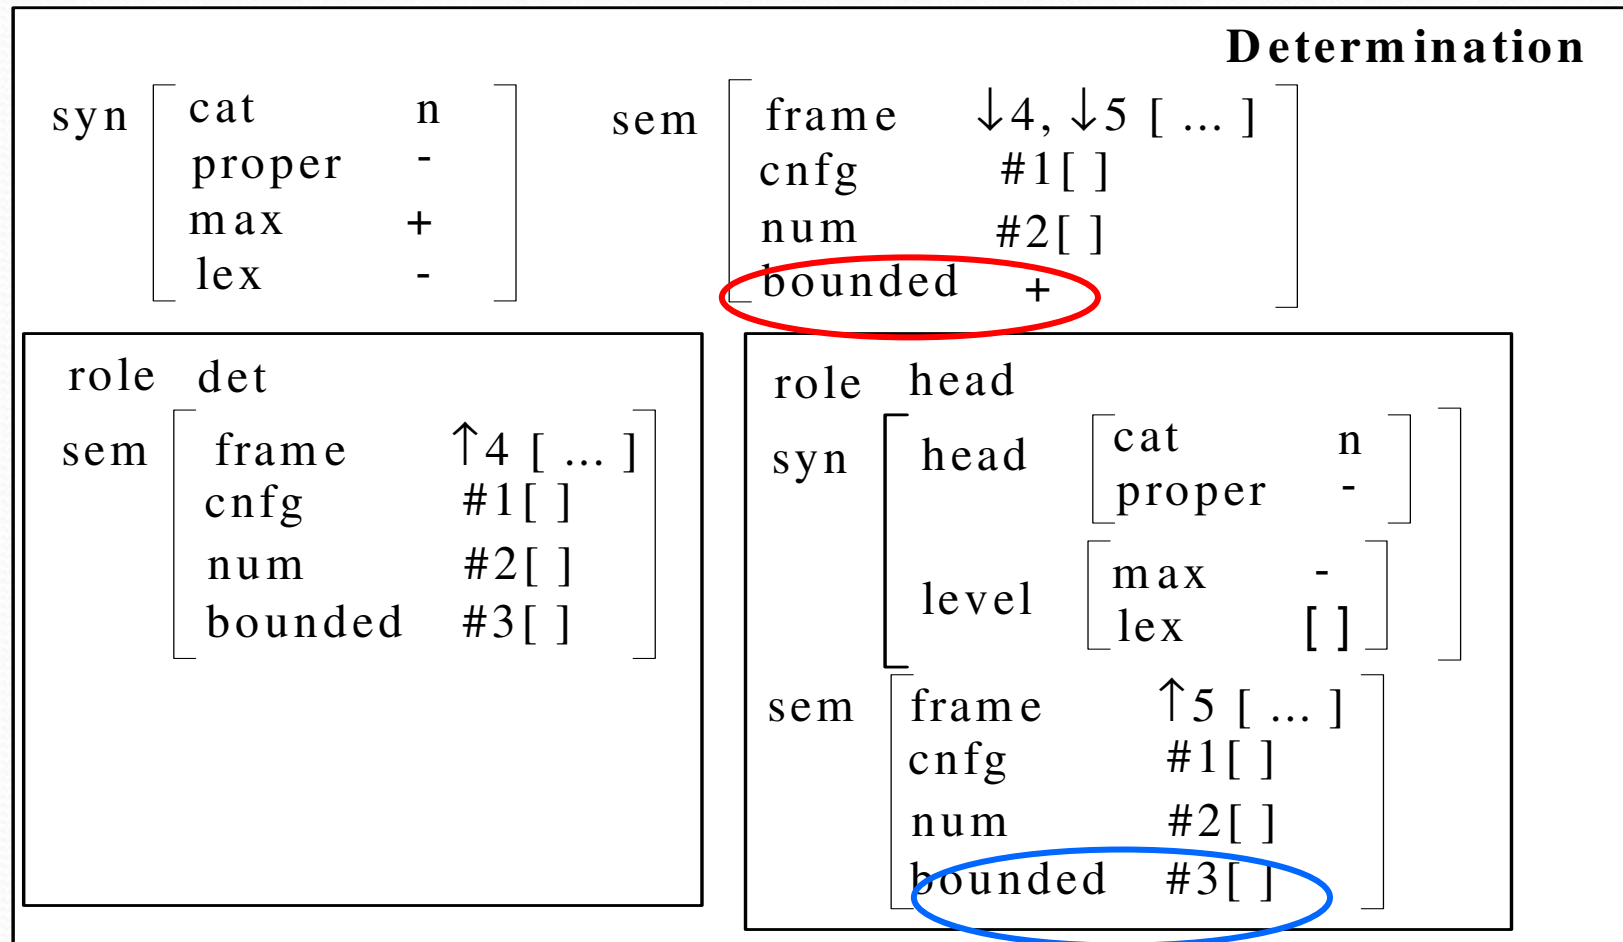 Determination
syn cat n
proper -
max +
lex -
sem frame ↓4, ↓5 [ ... ]
cnfg #1[ ]
num #2[ ]
bounded +
role det
sem frame ↑4 [ ... ]
cnfg #1[ ]
num #2[ ]
bounded #3[ ]
role head
syn head cat n
proper -
level max -
lex [ ]
sem frame ↑5 [ ... ]
cnfg #1[ ]
num #2[ ]
bounded #3[ ]